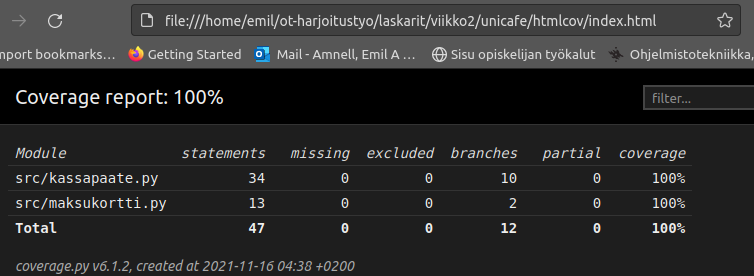 file:///home/emil/ot-harjoitustyo/laskarit/viikko2/unicafe/htmlcov/index.html
mport bookmarks… Getting Started Mail - Amnell, Emil A … Sisu opiskelijan työkalut Ohjelmistotekniikka,
Coverage report: 100% filter...
Module statements missing excluded branches partial coverage
src/kassapaate.py 34 0 0 10 0 100%
src/maksukortti.py 13 0 0 2 0 100%
Total 47 0 0 12 0 100%
coverage.py v6.1.2, created at 2021-11-16 04:38 +0200